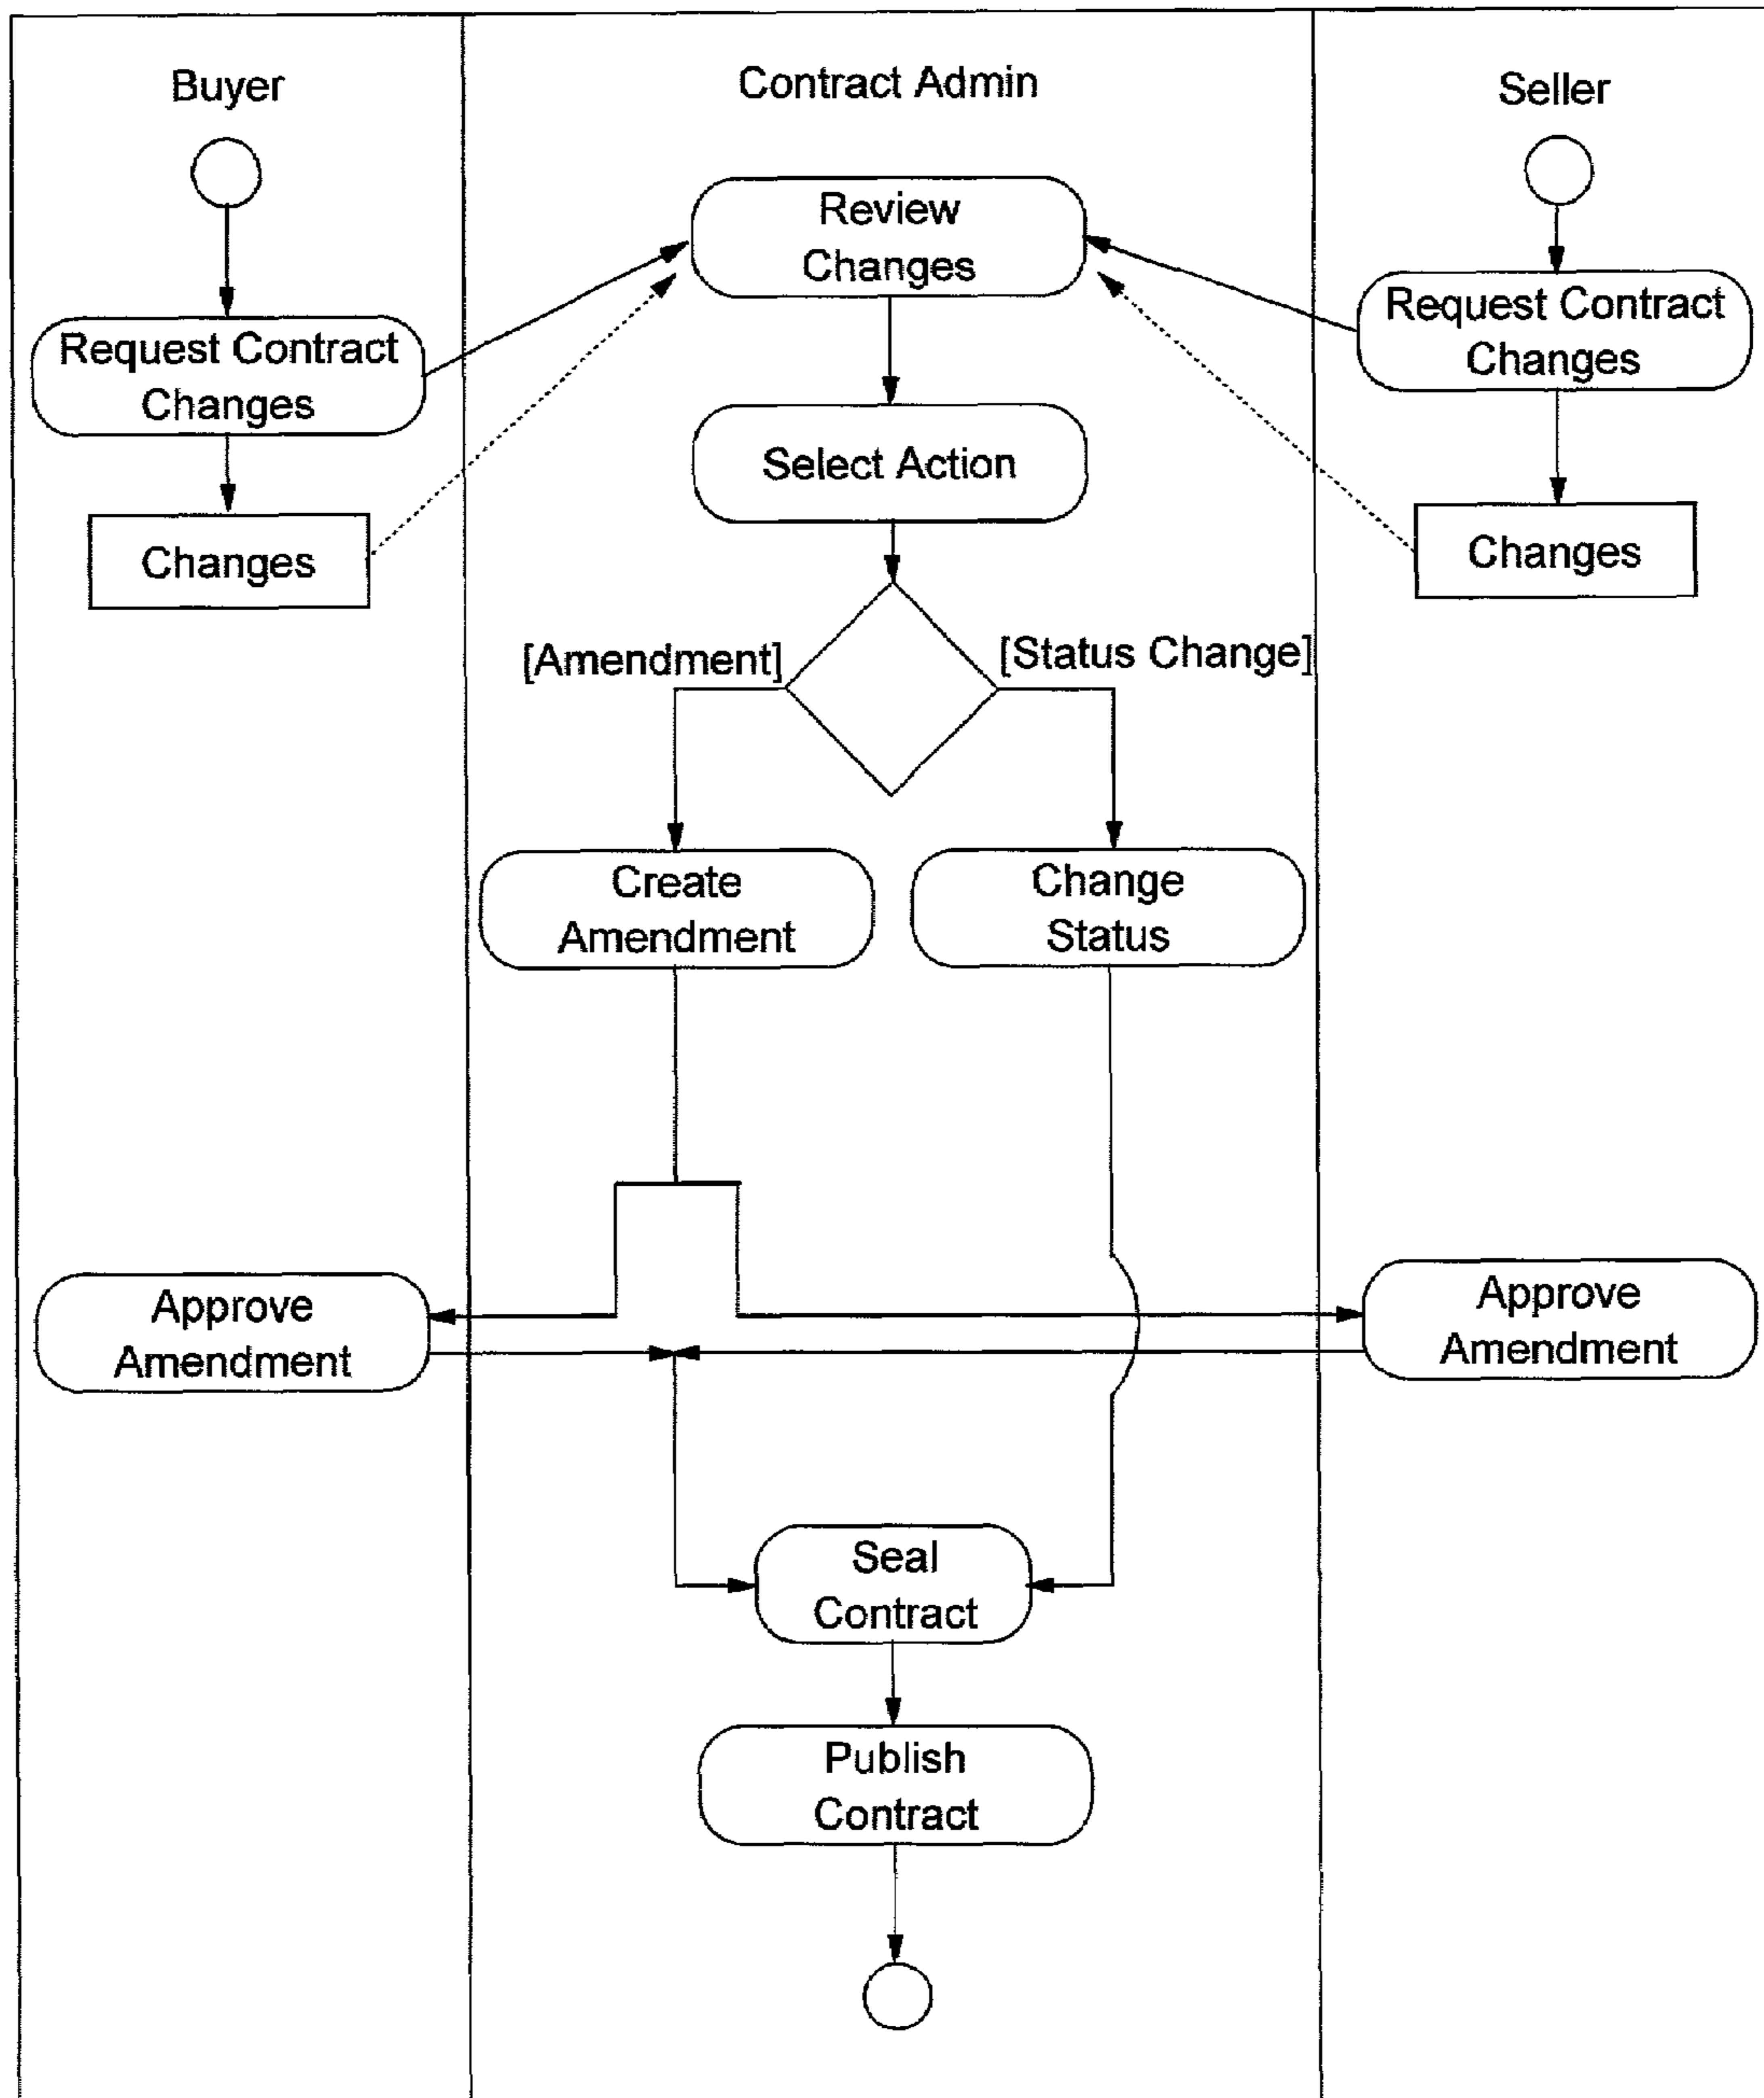 Buyer
Contract Admin
Seller
Review
Changes
Request Contract
Changes
Request Contract
Changes
Select Action
Changes
Changes
[Amendment]
[Status Change]
Create
Amendment
Change
Status
Approve
Amendment
Approve
Amendment
Seal
Contract
Publish
Contract